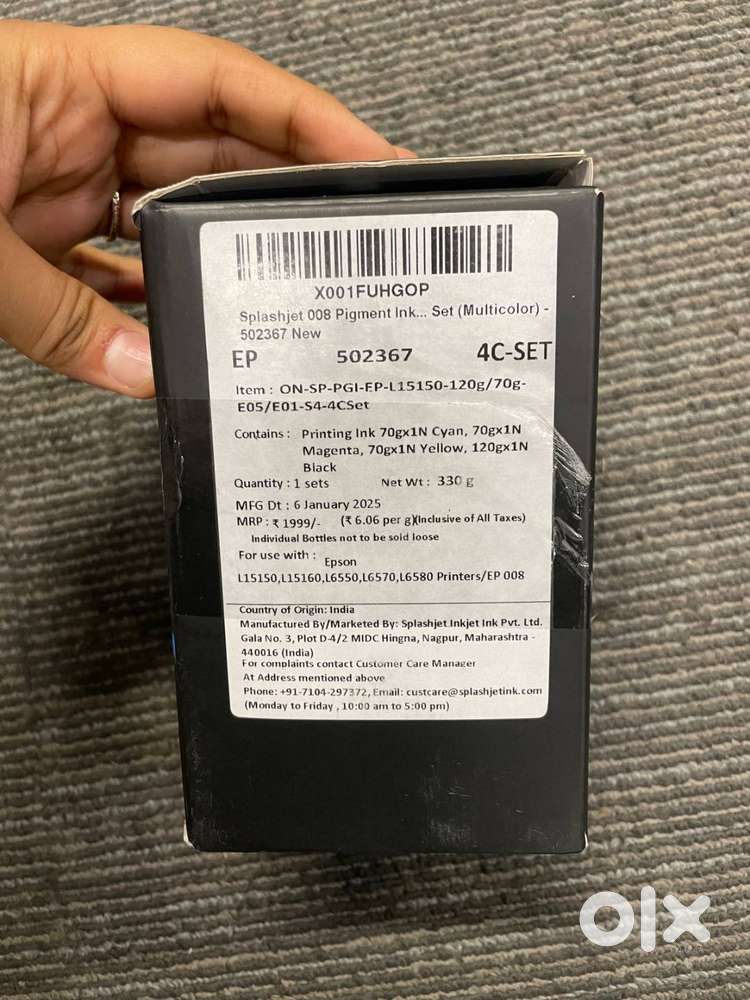 X001FUHGOP
Splashjet 008 Pigment Ink... Set (Multicolor) -
502367 New
EP 502367 4C-SET
Item : ON-SP-PGI-EP-L15150-120g/70g-
E05/E01-S4-4CSet
Contains : Printing Ink 70gx1N Cyan, 70gx1N
Magenta, 70gx1N Yellow, 120gx1N
Black
Quantity : 1 sets Net Wt : 330 g
MFG Dt : 6 January 2025
MRP : ₹ 1999/- (₹ 6.06 per g)(Inclusive of All Taxes)
Individual Bottles not to be sold loose
For use with : Epson
L15150,L15160,L6550,L6570,L6580 Printers/EP 008
Country of Origin: India
Manufactured By/Marketed By: Splashjet Inkjet Ink Pvt. Ltd.
Gala No. 3, Plot D-4/2 MIDC Hingna, Nagpur, Maharashtra -
440016 (India)
For complaints contact Customer Care Manager
At Address mentioned above
Phone: +91-7104-297372, Email: custcare@splashjetink.com
(Monday to Friday , 10:00 am to 5:00 pm)
olx